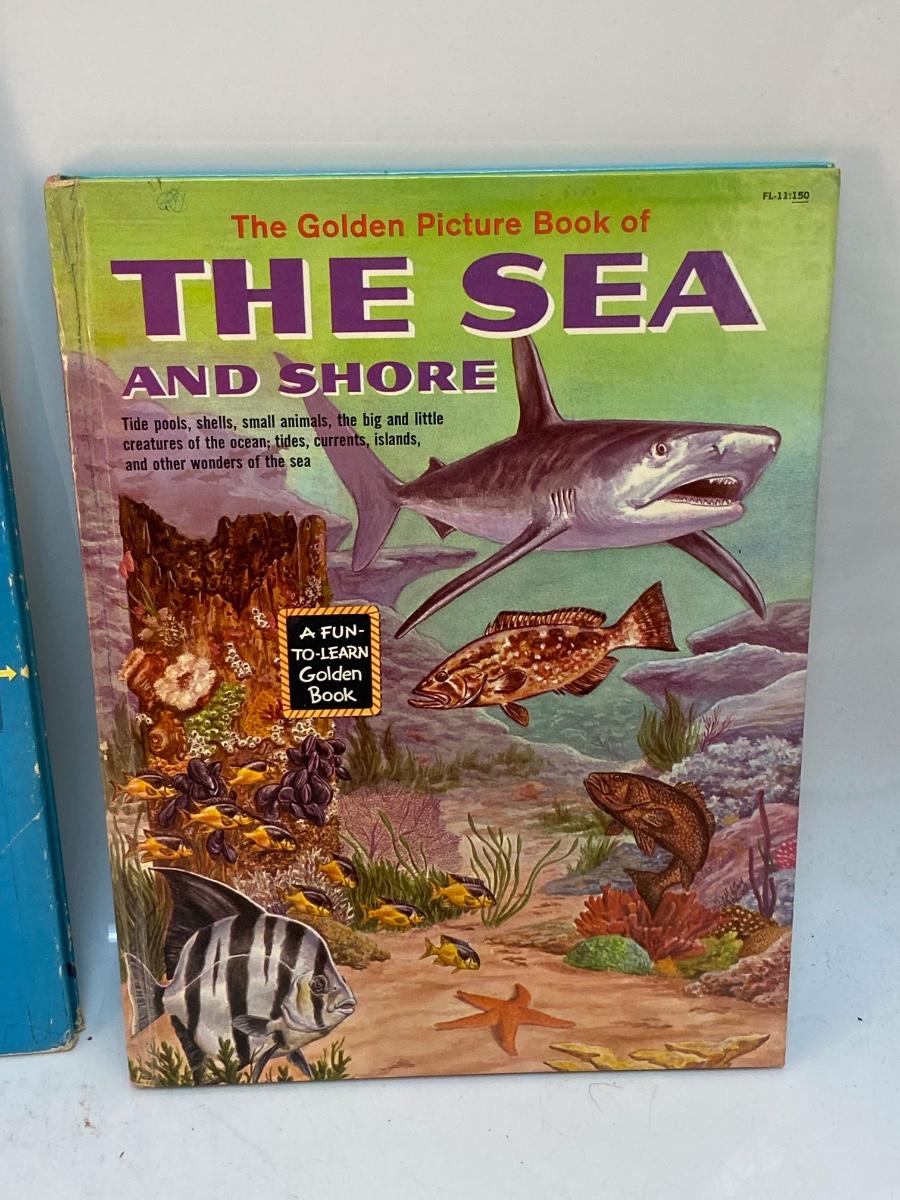 FL-11:150
The Golden Picture Book of
THE SEA
AND SHORE
Tide pools, shells, small animals, the big and little
creatures of the ocean; tides, currents, islands,
and other wonders of the sea
A FUN-
TO-LEARN
Golden
Book